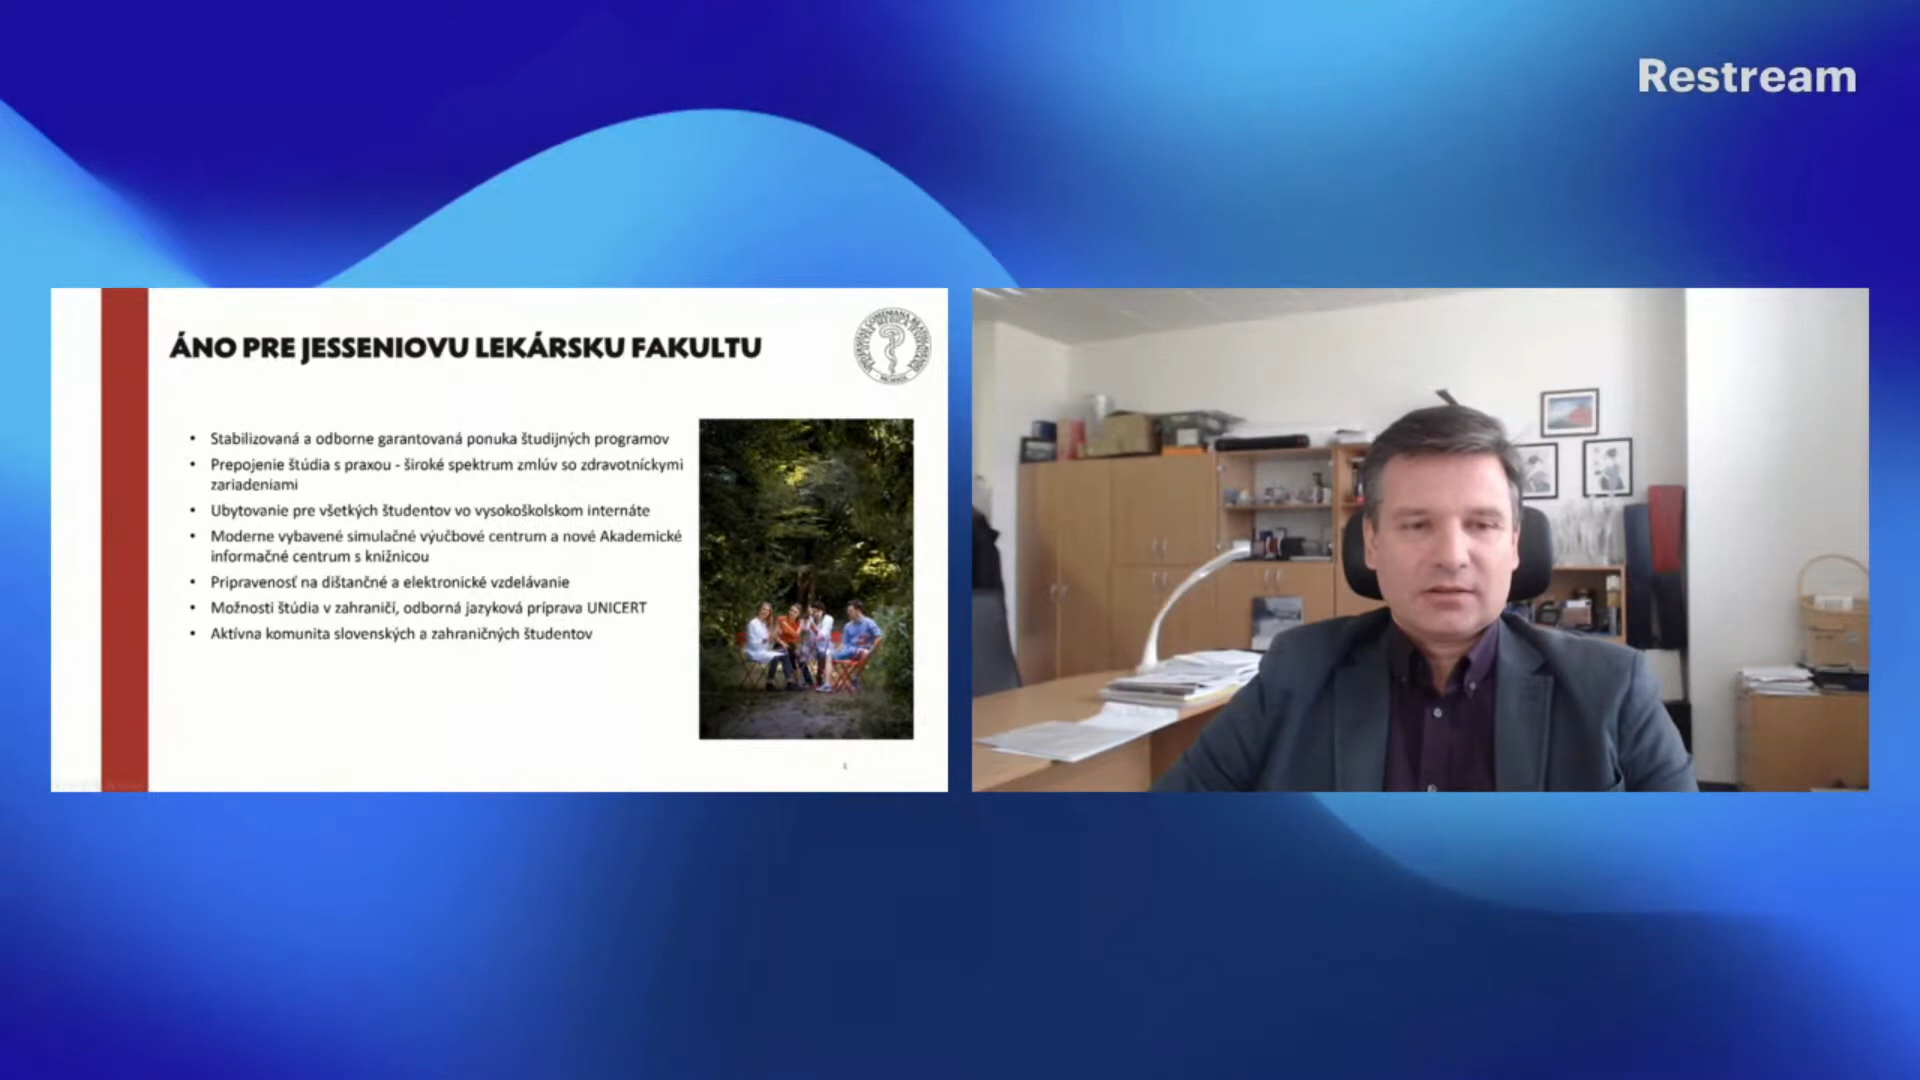 Restream
ÁNO PRE JESSENIOVU LEKÁRSKU FAKULTU
• Stabilizovaná a odborne garantovaná ponuka študijných programov
• Prepojenie štúdia s praxou - široké spektrum zmlúv so zdravotníckymi
zariadeniami
• Ubytovanie pre všetkých študentov vo vysokoškolskom internáte
• Moderne vybavené simulačné výučbové centrum a nové Akademické
informačné centrum s knižnicou
• Pripravenosť na dištančné a elektronické vzdelávanie
• Možnosti štúdia v zahraničí, odborná jazyková príprava UNICERT
• Aktívna komunita slovenských a zahraničných študentov